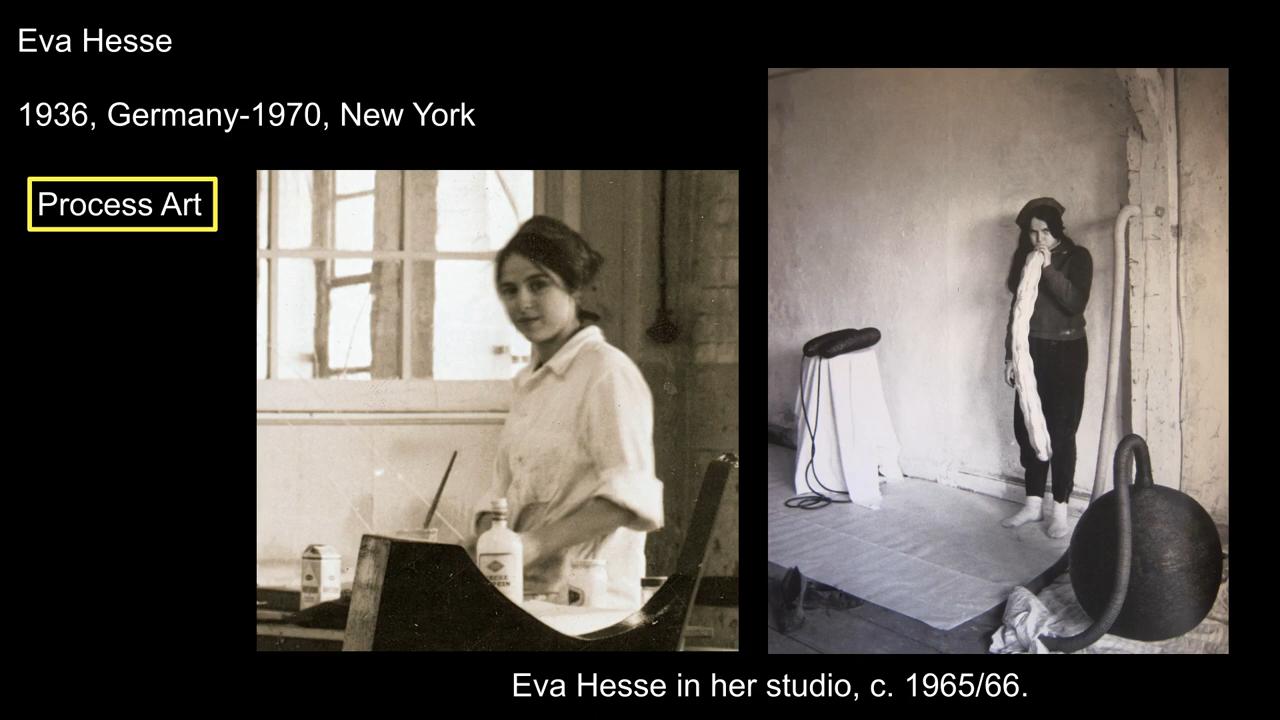 Eva Hesse
1936, Germany-1970, New York
Process Art
Eva Hesse in her studio, c. 1965/66.